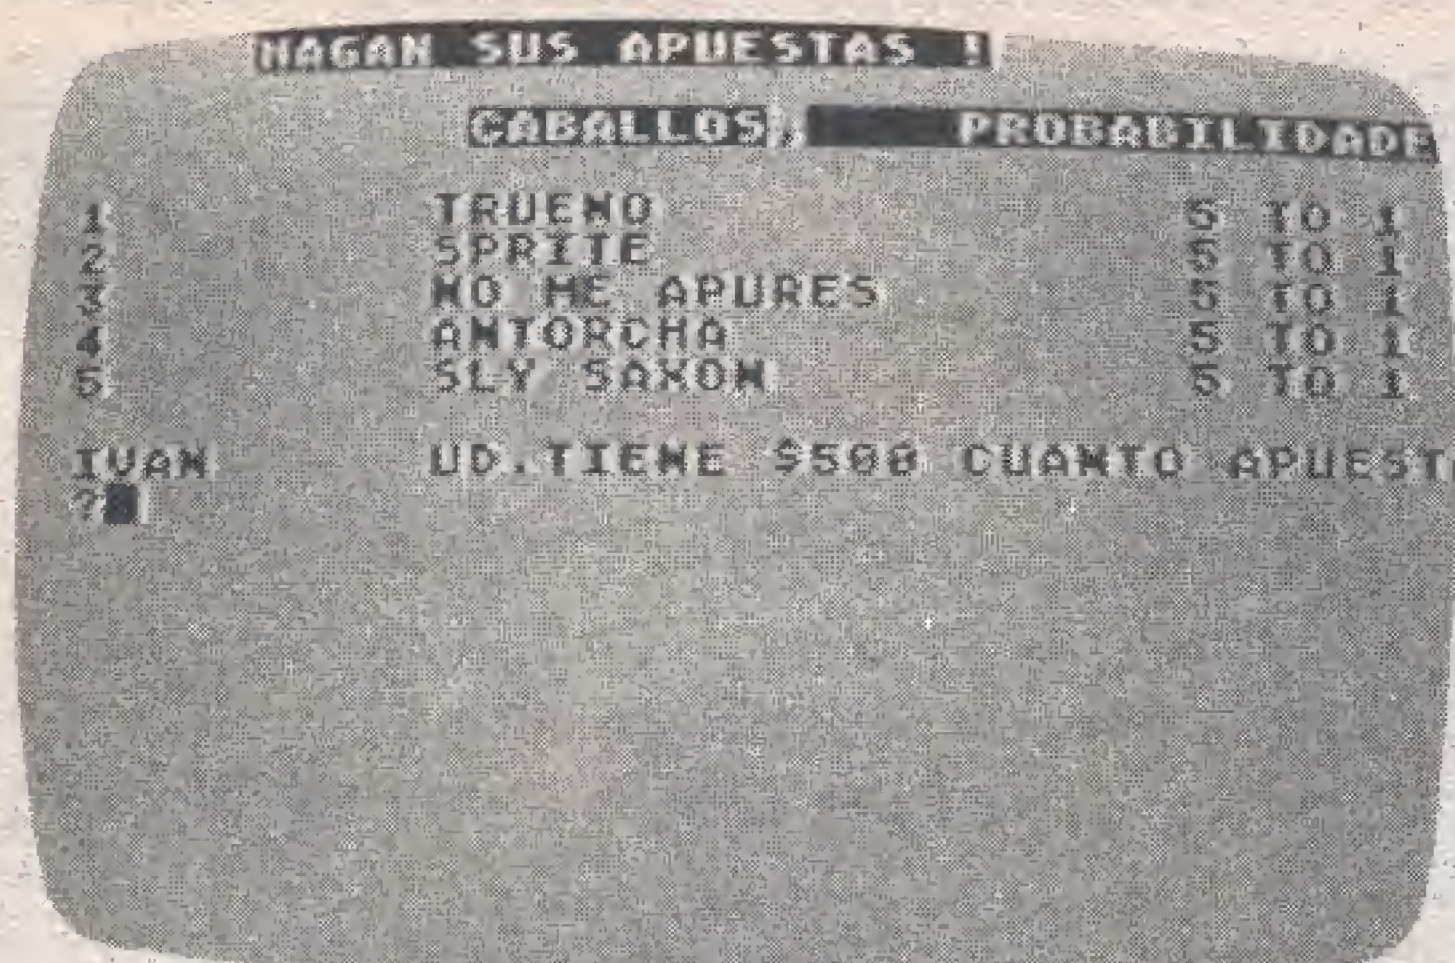 HAGAN SUS APUESTAS !
CABALLOS, PROBABILIDADE
1 TRUENO 5 TO 1
2 SPRITE 5 TO 1
3 NO ME APURES 5 TO 1
4 ANTORCHA 5 TO 1
5 SLY SAXON 5 TO 1
IVAN UD.TIENE $500 CUANTO APUEST
?